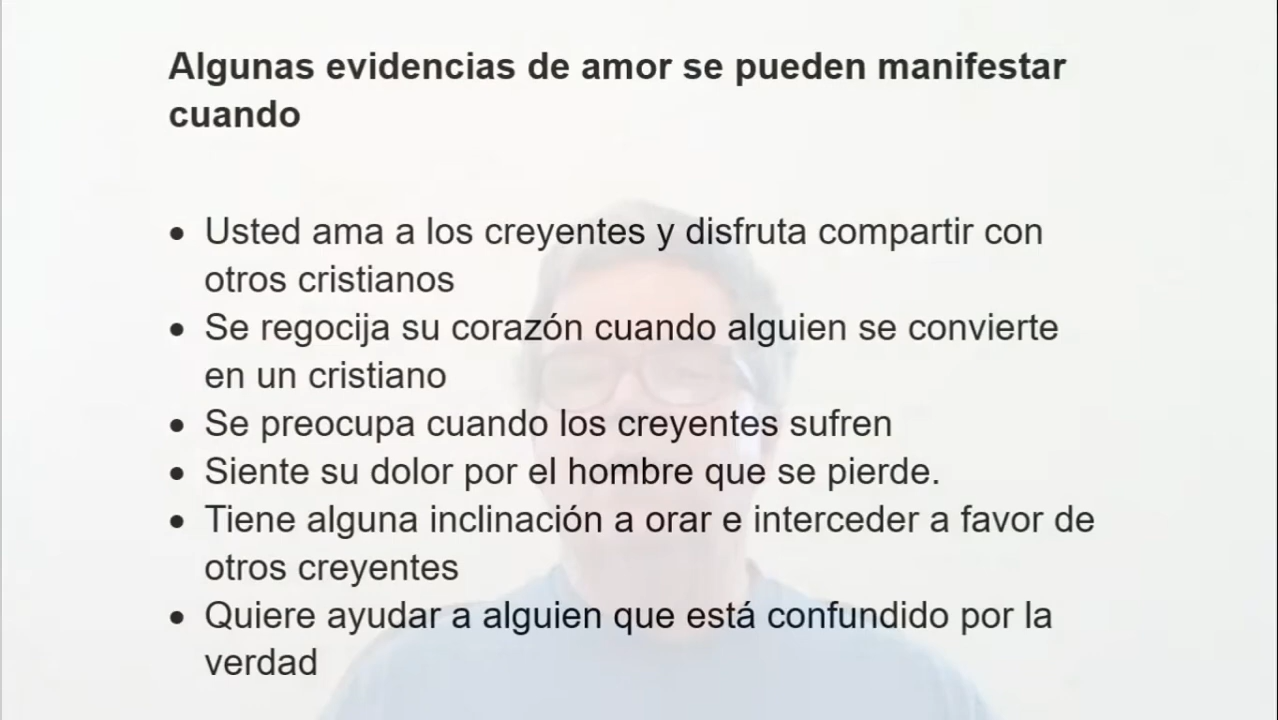 Algunas evidencias de amor se pueden manifestar
cuando
• Usted ama a los creyentes y disfruta compartir con
otros cristianos
• Se regocija su corazón cuando alguien se convierte
en un cristiano
• Se preocupa cuando los creyentes sufren
• Siente su dolor por el hombre que se pierde.
• Tiene alguna inclinación a orar e interceder a favor de
otros creyentes
• Quiere ayudar a alguien que está confundido por la
verdad